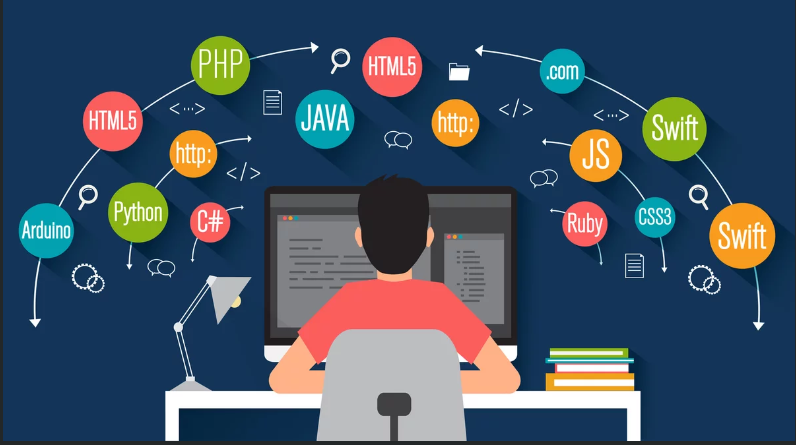 PHP
HTML5
.com
HTML5
JAVA
http:
Swift
http:
JS
Python
C#
Ruby
CSS3
Arduino
Swift